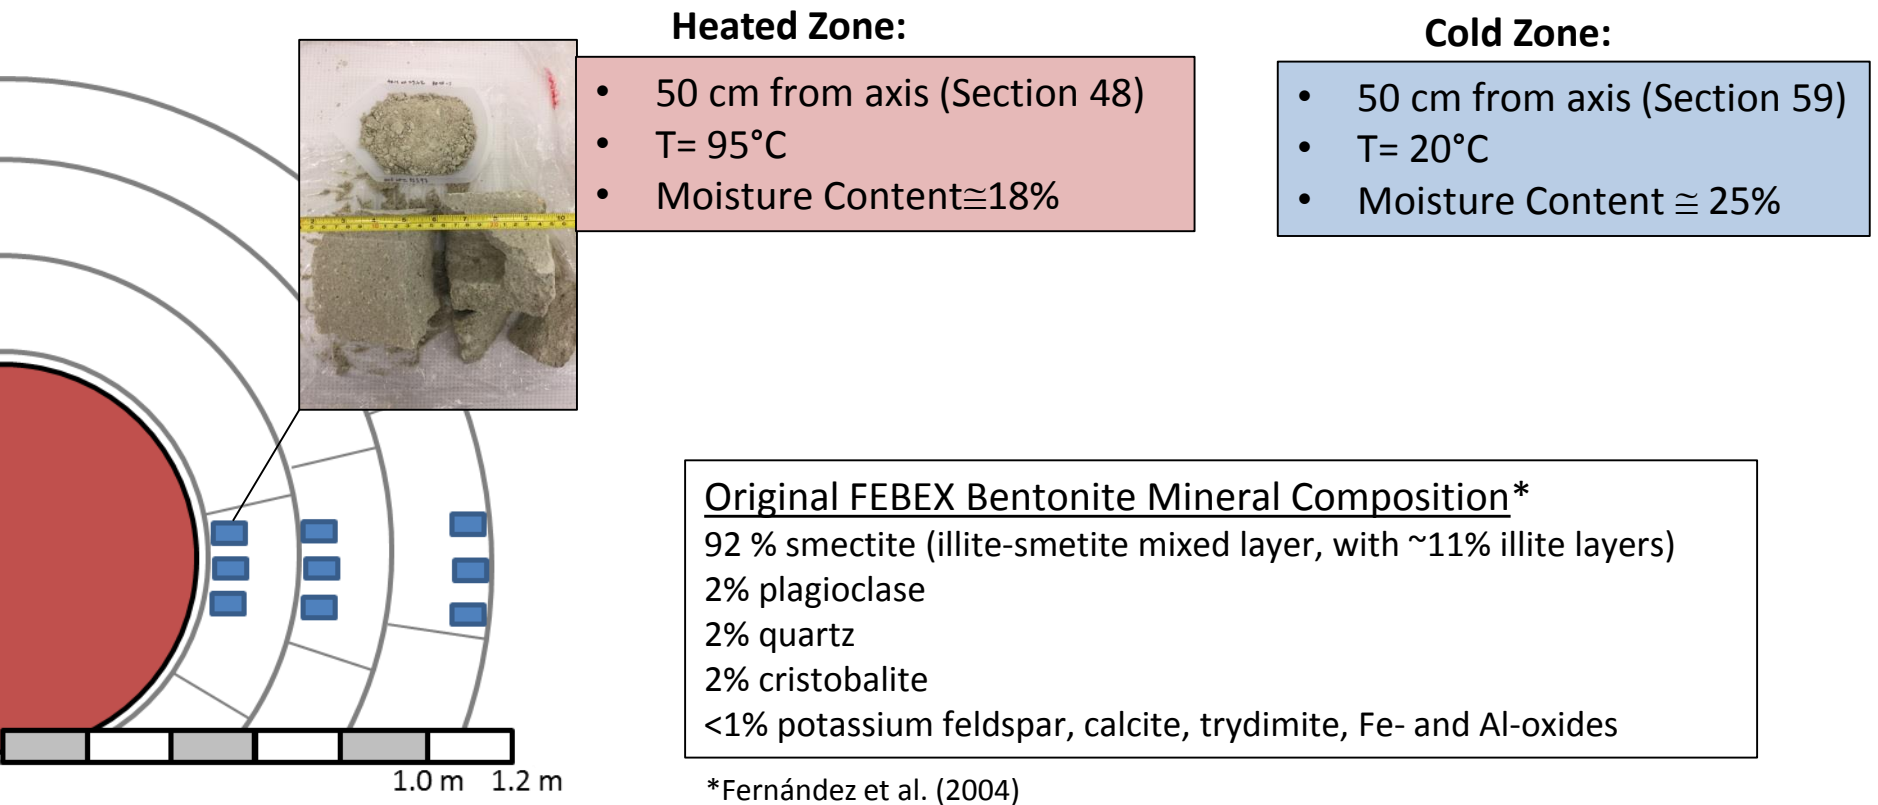 Heated Zone:
• 50 cm from axis (Section 48)
• T= 95°C
• Moisture Content≅18%
Cold Zone:
• 50 cm from axis (Section 59)
• T= 20°C
• Moisture Content ≅ 25%
Original FEBEX Bentonite Mineral Composition*
92 % smectite (illite-smetite mixed layer, with ~11% illite layers)
2% plagioclase
2% quartz
2% cristobalite
<1% potassium feldspar, calcite, trydimite, Fe- and Al-oxides
*Fernández et al. (2004)
1.0 m 1.2 m